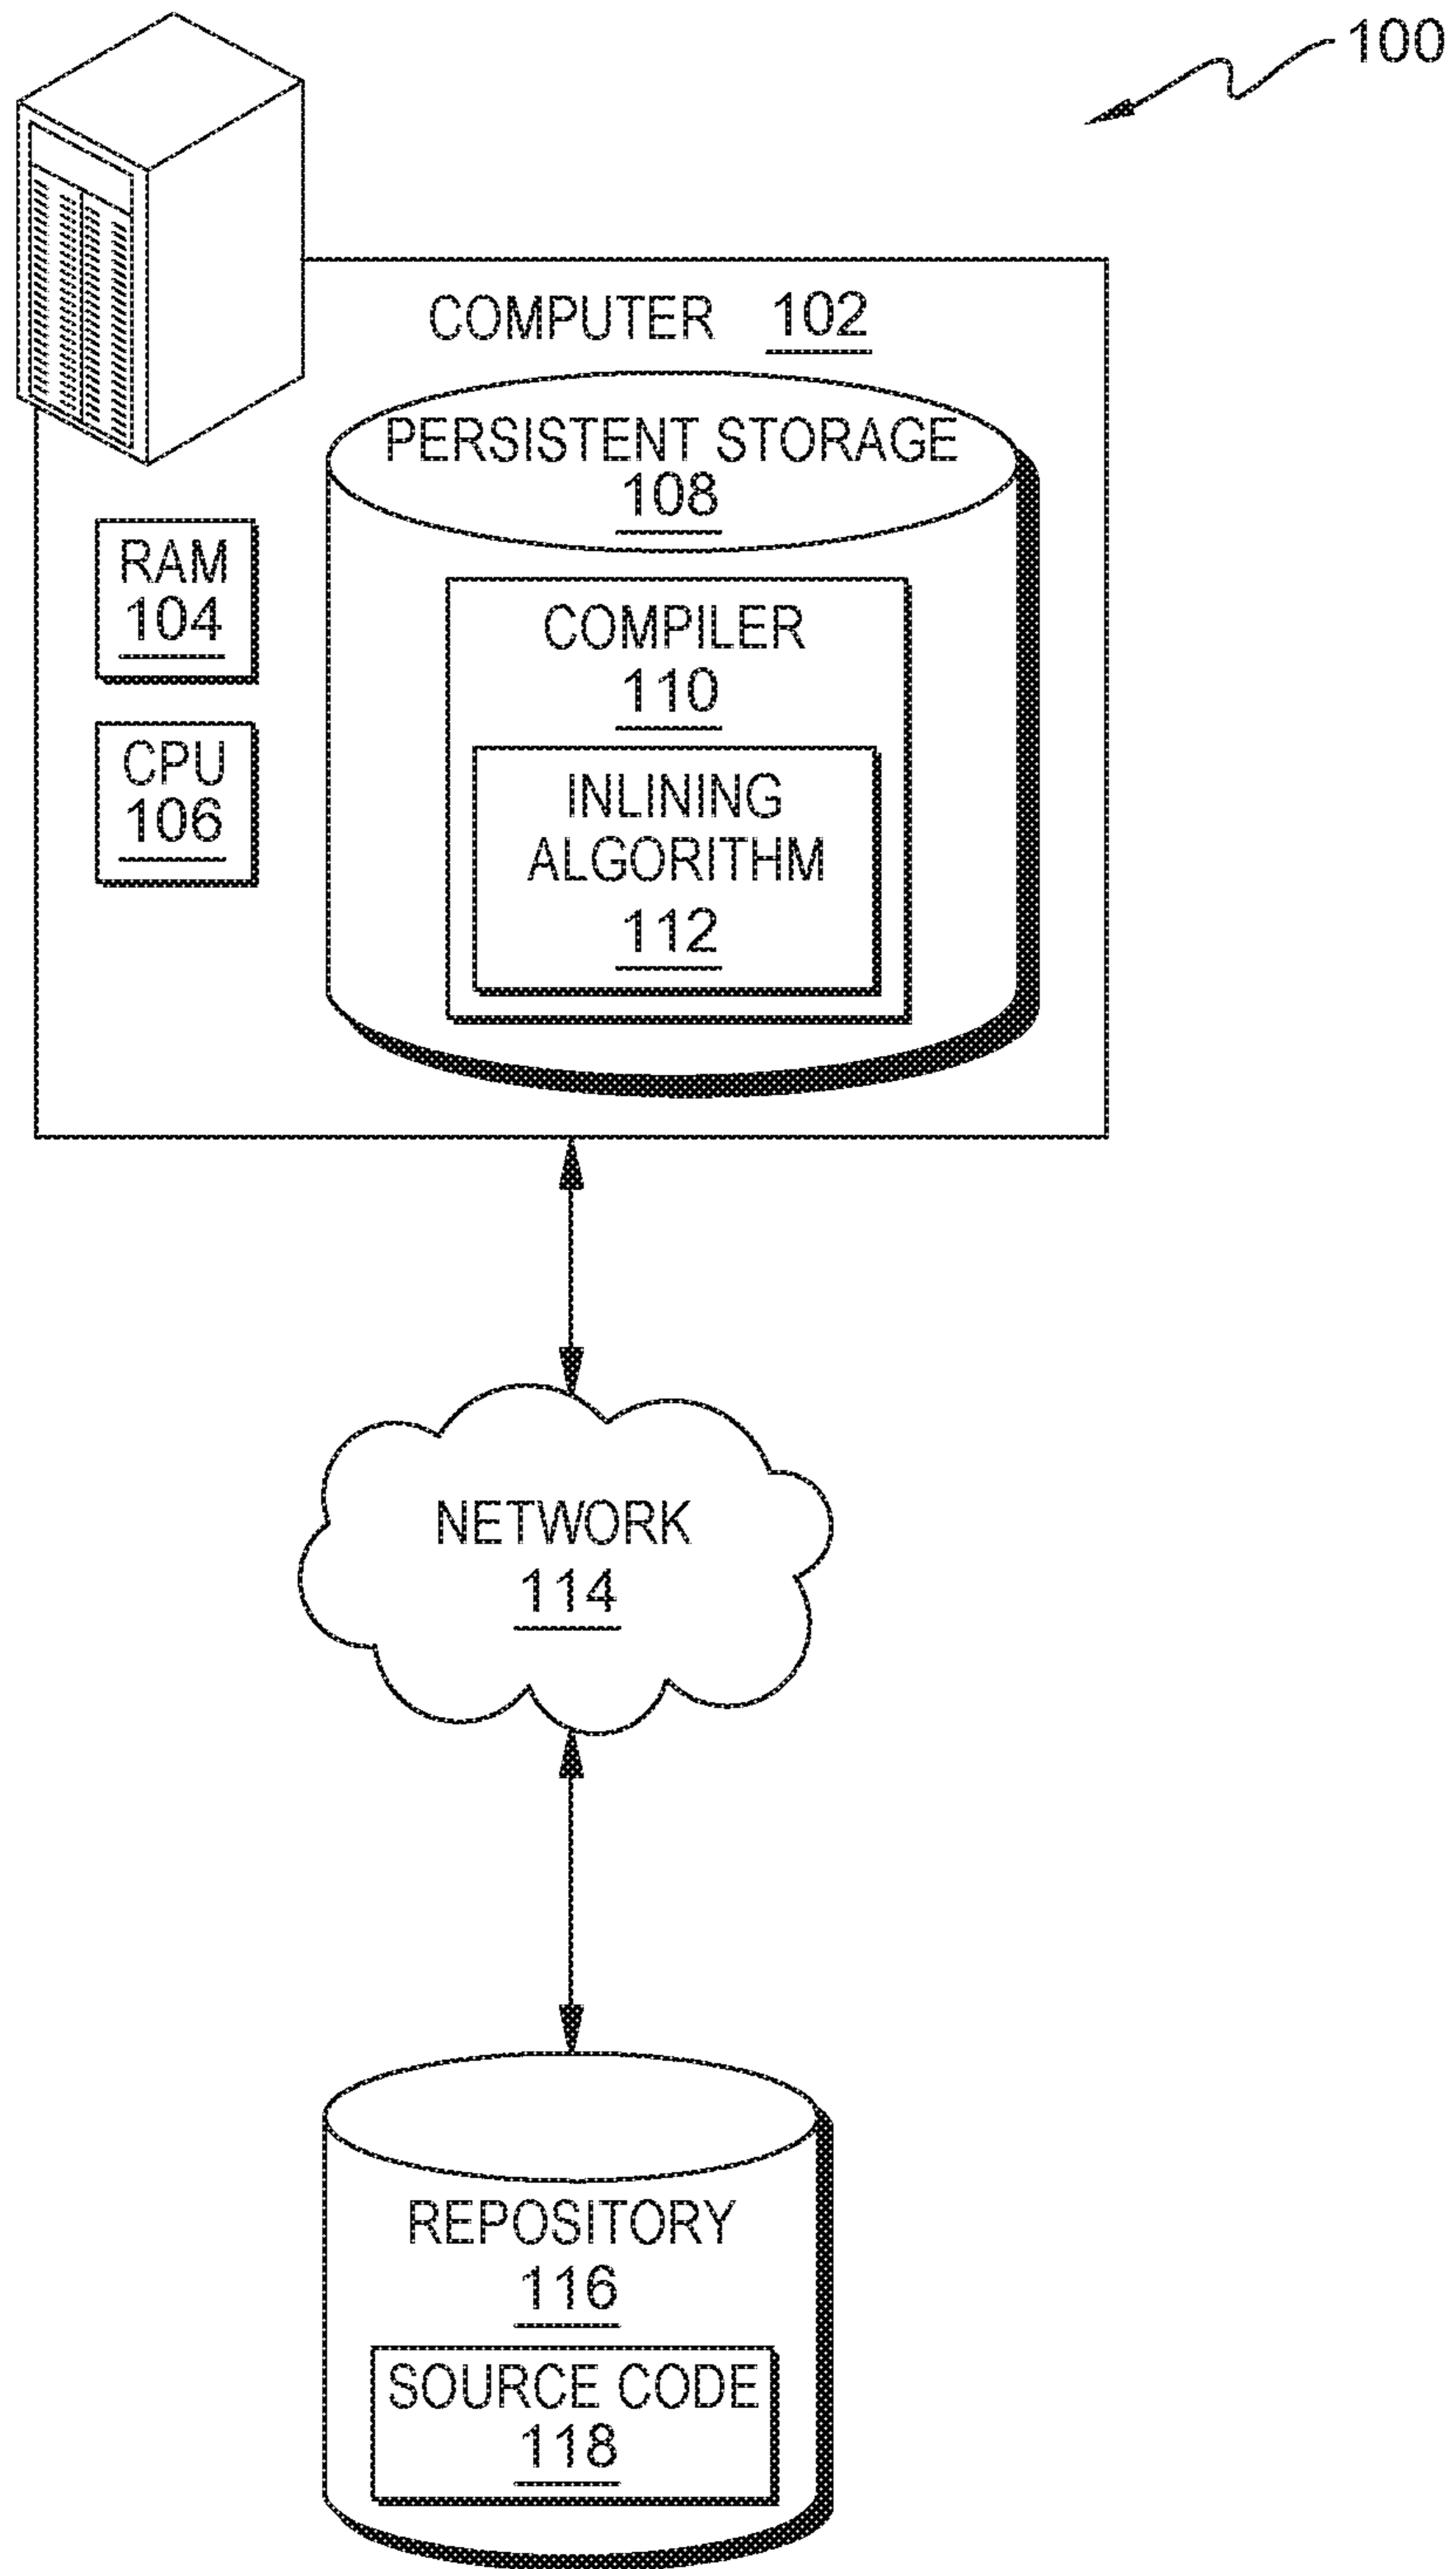 100
COMPUTER 102
PERSISTENT STORAGE
108
RAM
104
CPU
106
COMPILER
110
INLINING
ALGORITHM
112
NETWORK
114
REPOSITORY
116
SOURCE CODE
118